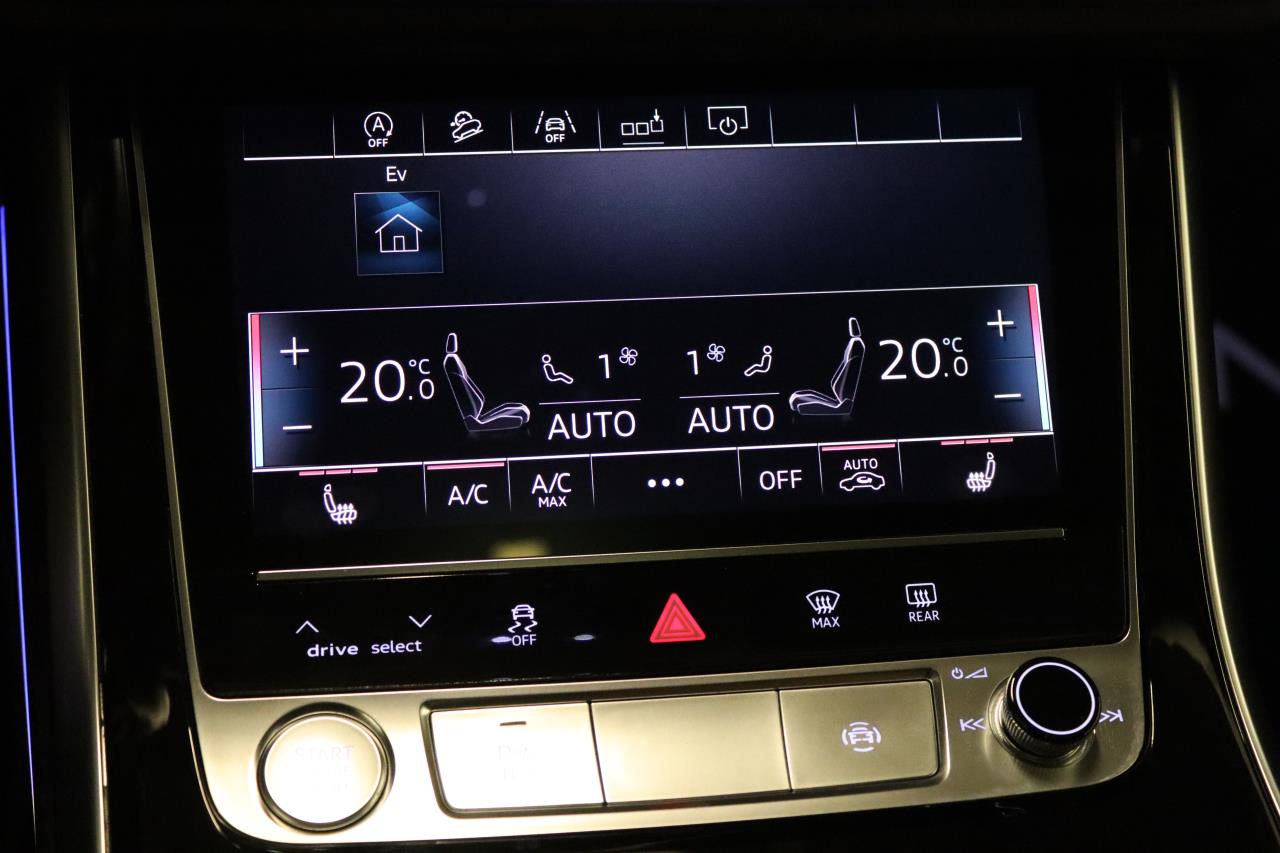 A
OFF
OFF
Ev
20.0 °C
1
AUTO
1
AUTO
20.0 °C
A/C
A/C
MAX
•••
OFF
AUTO
drive select
OFF
MAX
REAR
START